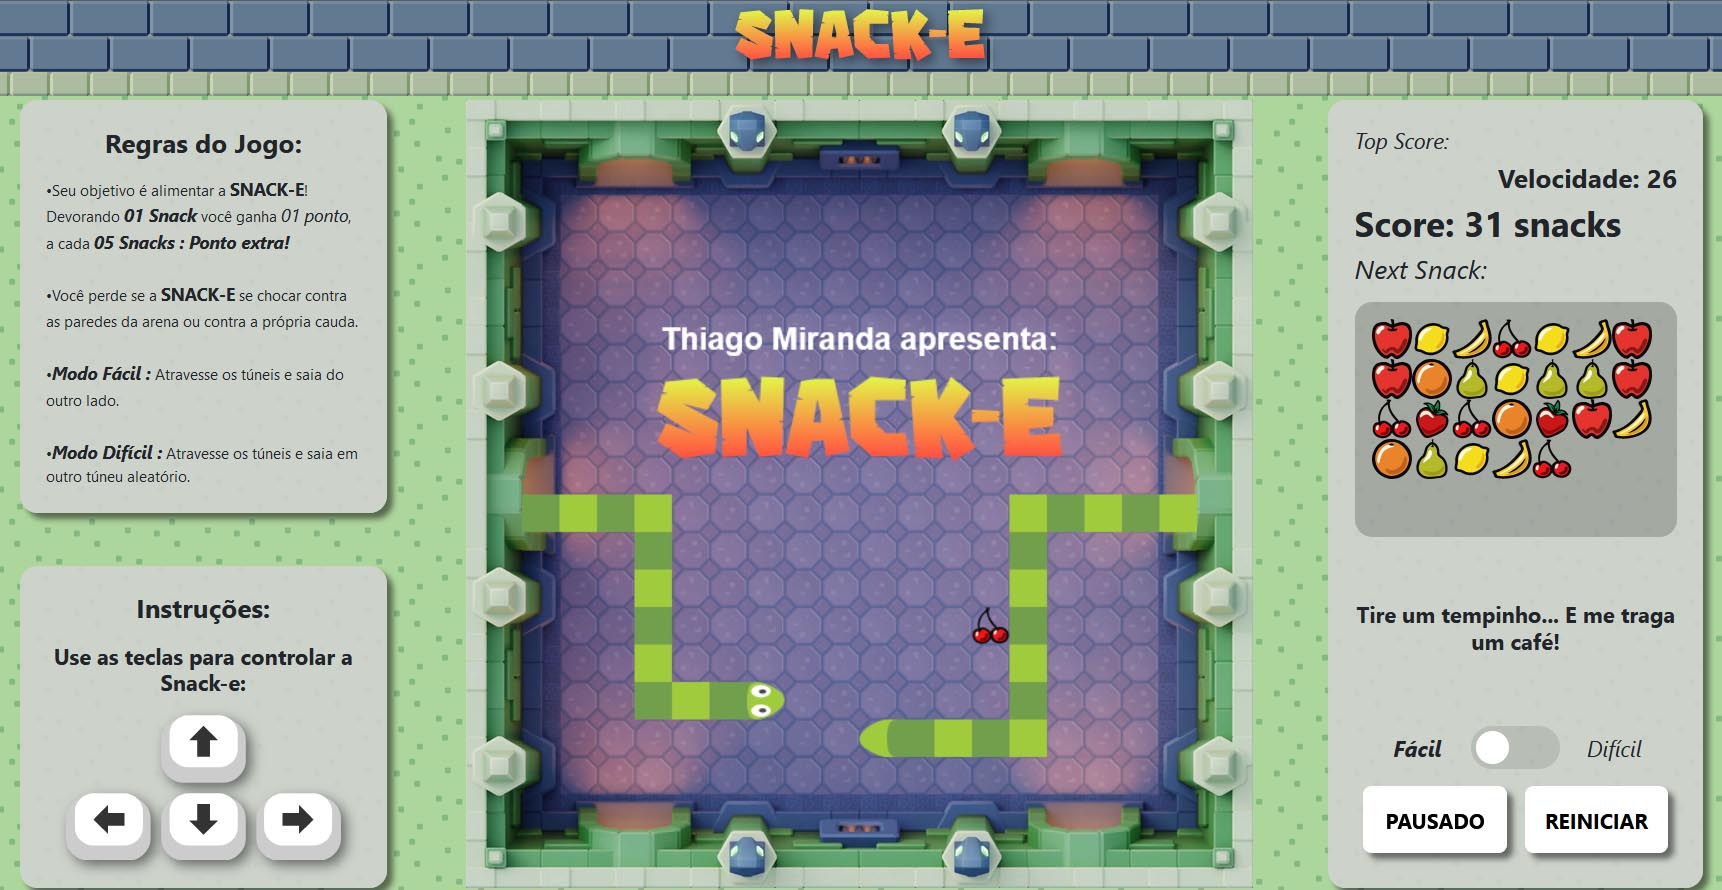 SNACK-E
Regras do Jogo:
•Seu objetivo é alimentar a SNACK-E!
Devorando 01 Snack você ganha 01 ponto,
a cada 05 Snacks : Ponto extra!
•Você perde se a SNACK-E se chocar contra
as paredes da arena ou contra a própria cauda.
•Modo Fácil : Atravesse os túneis e saia do
outro lado.
•Modo Difícil : Atravesse os túneis e saia em
outro túneu aleatório.
Instruções:
Use as teclas para controlar a
Snack-e:
Thiago Miranda apresenta:
SNACK-E
Top Score:
Velocidade: 26
Score: 31 snacks
Next Snack:
Tire um tempinho... E me traga
um café!
Fácil Difícil
PAUSADO REINICIAR